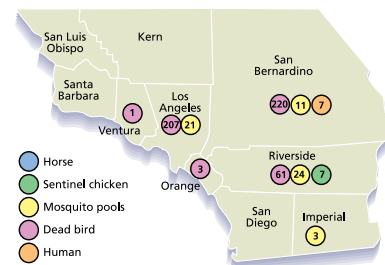 San Luis
Obispo
Kern
San
Bernardino
Santa
Barbara
Los
Angeles
220 11 7
1
207 21
Ventura
Riverside
3
61 24 7
Orange
Horse
Sentinel chicken
Mosquito pools
Dead bird
Human
San
Diego
Imperial
3